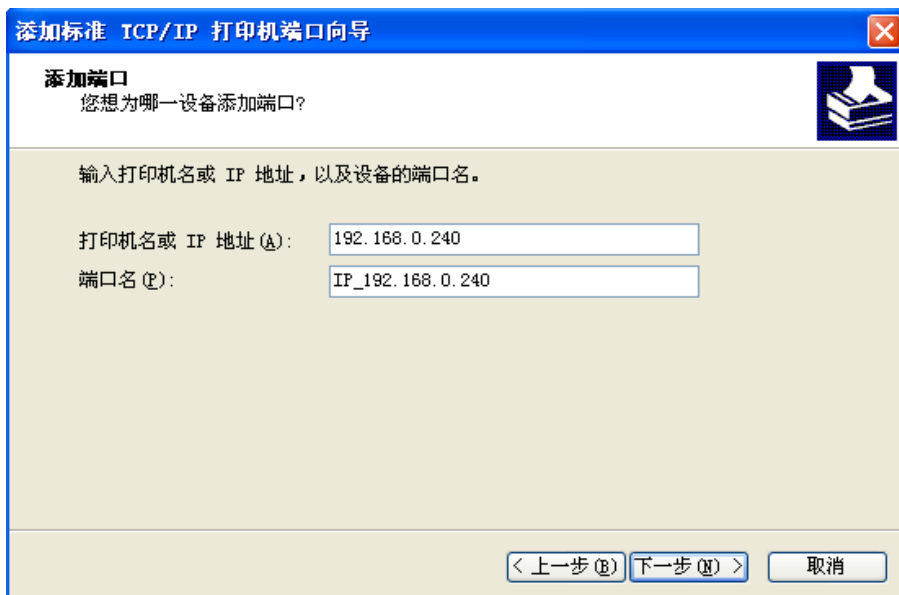 添加标准 TCP/IP 打印机端口向导
添加端口
您想为哪一设备添加端口?
输入打印机名或 IP 地址，以及设备的端口名。
打印机名或 IP 地址(A): 192.168.0.240
端口名(P): IP_192.168.0.240
< 上一步(B) 下一步(N) > 取消